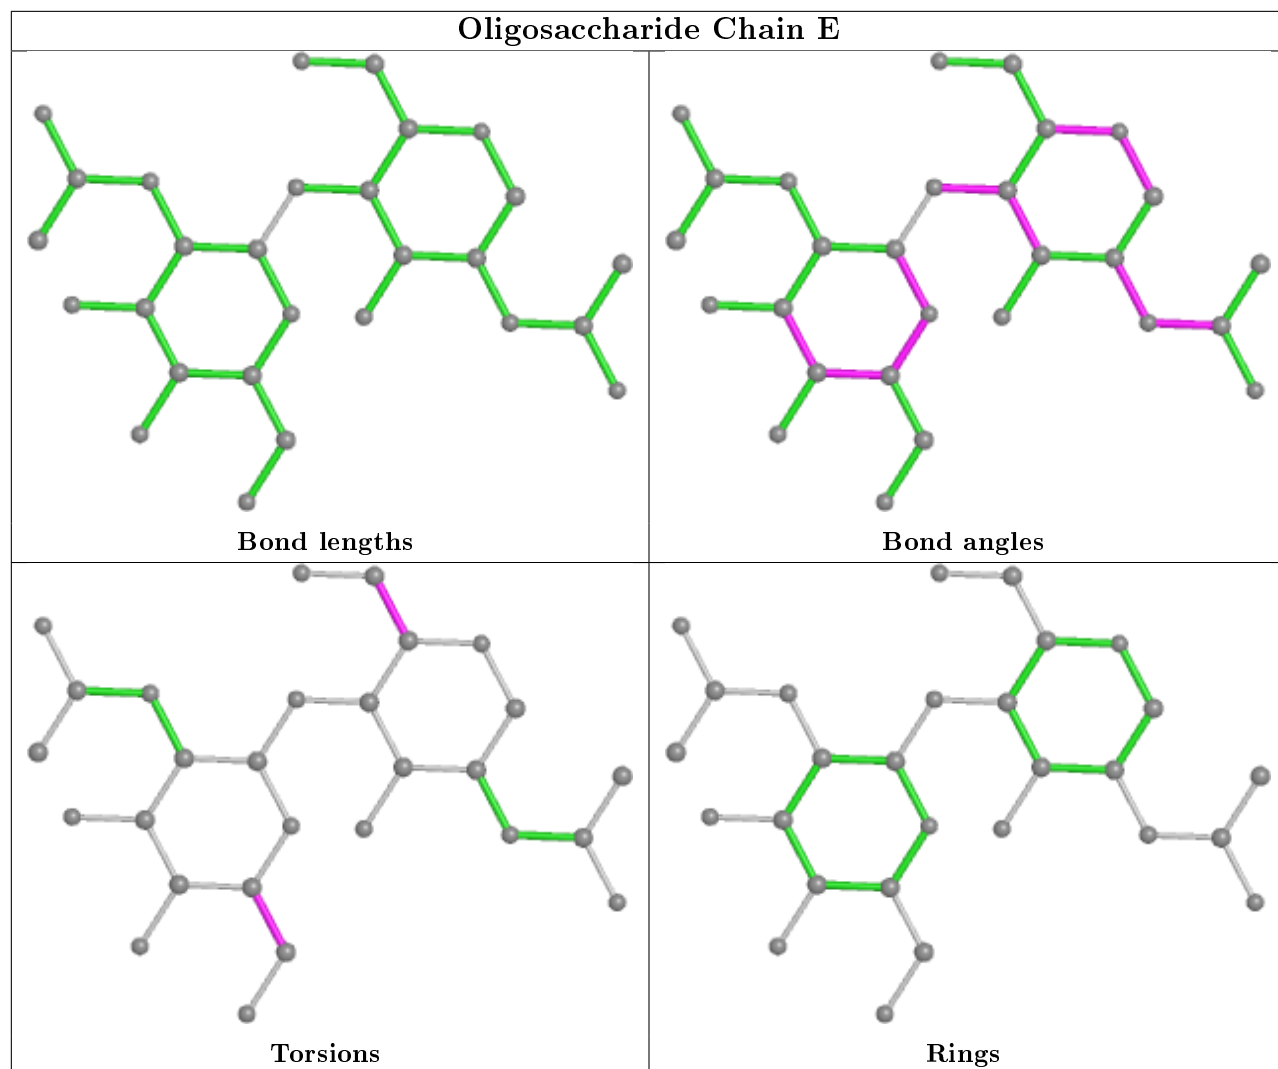 Oligosaccharide Chain E
Bond lengths
Bond angles
Torsions
Rings